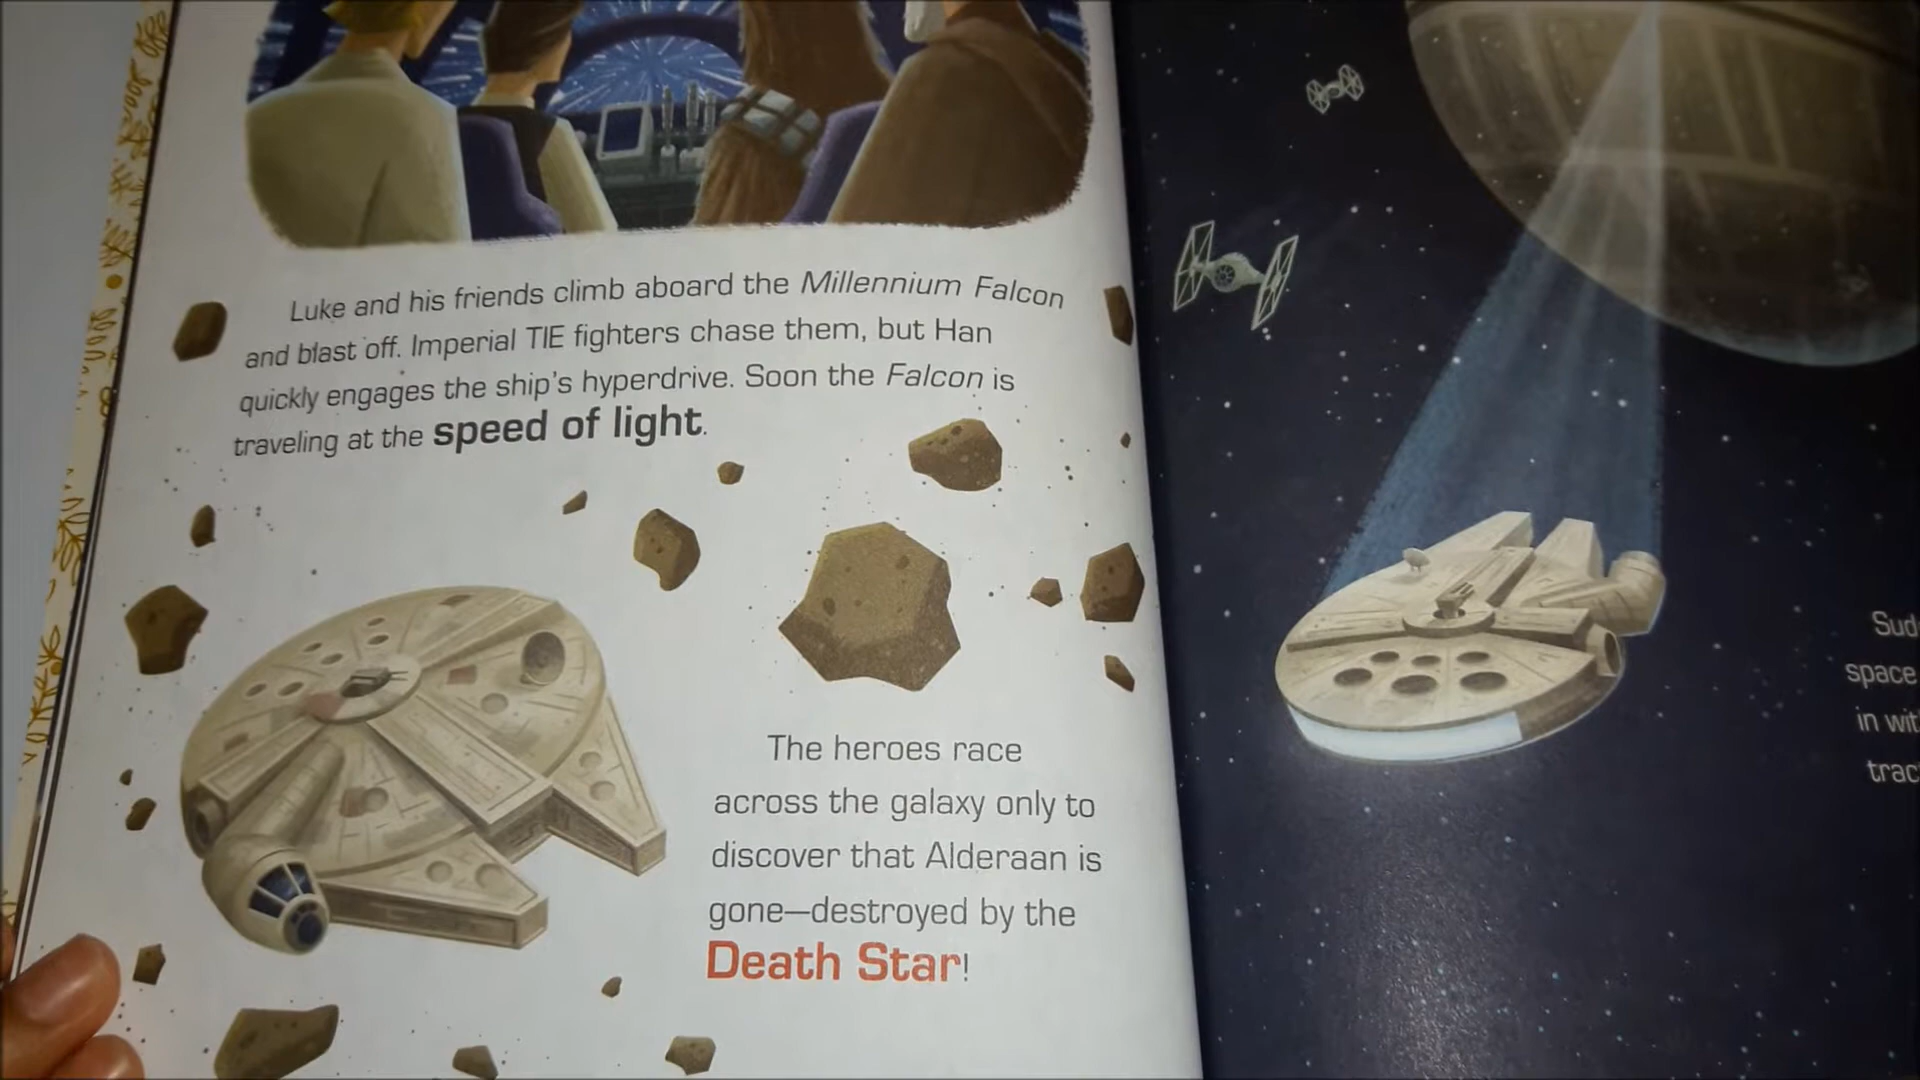 Luke and his friends climb aboard the Millennium Falcon
and blast off. Imperial TIE fighters chase them, but Han
quickly engages the ship's hyperdrive. Soon the Falcon is
traveling at the speed of light.
The heroes race
across the galaxy only to
discover that Alderaan is
gone—destroyed by the
Death Star!
space